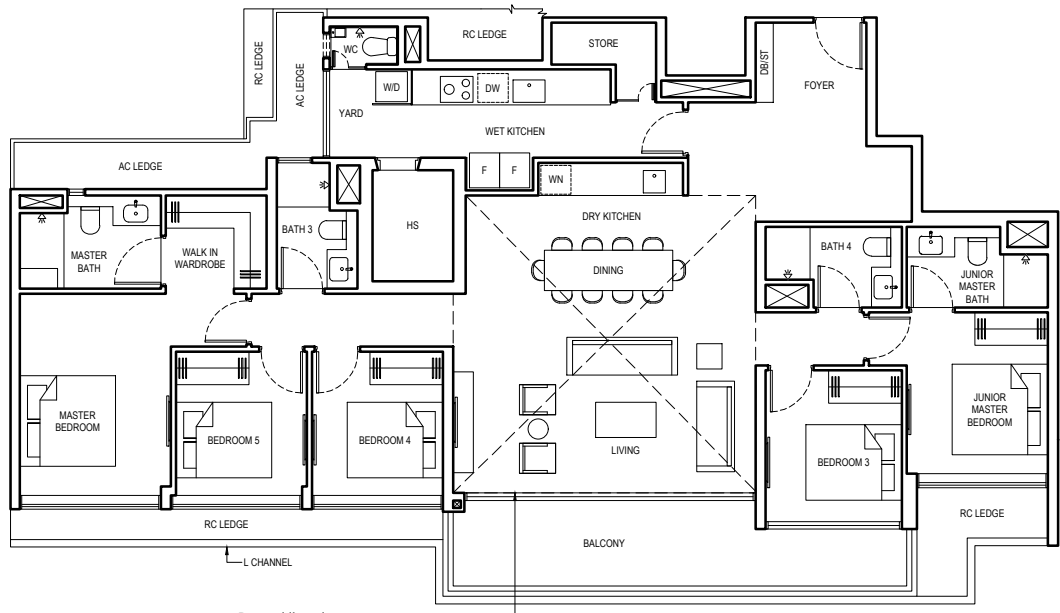 RC LEDGE
AC LEDGE
WC
RC LEDGE
STORE
DB/ST
FOYER
W/D
DW
YARD
WET KITCHEN
AC LEDGE
F
F
WN
HS
DRY KITCHEN
MASTER
BATH
WALK IN
WARDROBE
BATH 3
BATH 4
JUNIOR
MASTER
BATH
DINING
MASTER
BEDROOM
BEDROOM 5
BEDROOM 4
LIVING
BEDROOM 3
JUNIOR
MASTER
BEDROOM
RC LEDGE
RC LEDGE
BALCONY
L CHANNEL